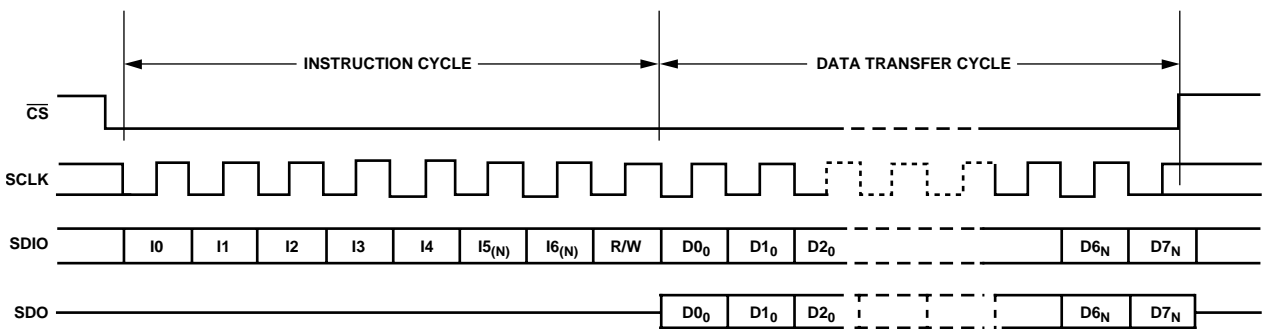 INSTRUCTION CYCLE DATA TRANSFER CYCLE
CS
SCLK
SDIO I0 I1 I2 I3 I4 I5(N) I6(N) R/W D00 D10 D20 D6N D7N
SDO D00 D10 D20 D6N D7N